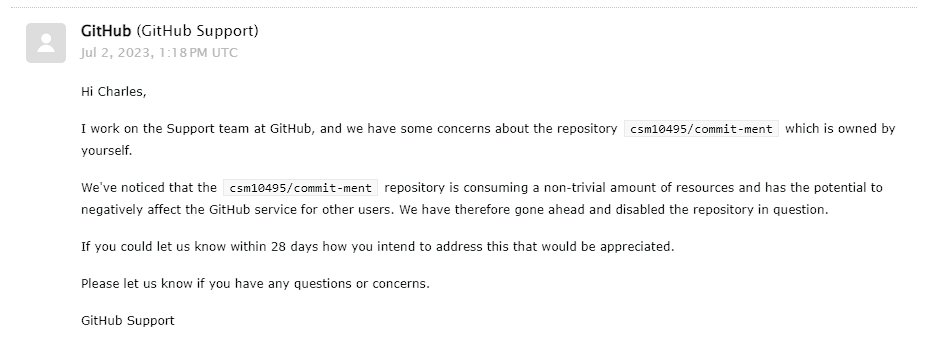 GitHub (GitHub Support)
Jul 2, 2023, 1:18 PM UTC
Hi Charles,
I work on the Support team at GitHub, and we have some concerns about the repository csm10495/commit-ment which is owned by
yourself.
We've noticed that the csm10495/commit-ment repository is consuming a non-trivial amount of resources and has the potential to
negatively affect the GitHub service for other users. We have therefore gone ahead and disabled the repository in question.
If you could let us know within 28 days how you intend to address this that would be appreciated.
Please let us know if you have any questions or concerns.
GitHub Support